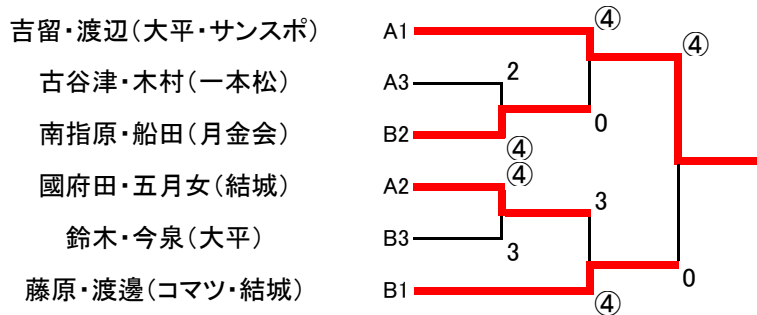 吉留・渡辺(大平・サンスポ) A1 ④ ④
古谷津・木村(一本松) A3 2
0
南指原・船田(月金会) B2 ④
國府田・五月女(結城) A2 ④
3
鈴木・今泉(大平) B3 3
0
藤原・渡邊(コマツ・結城) B1 ④